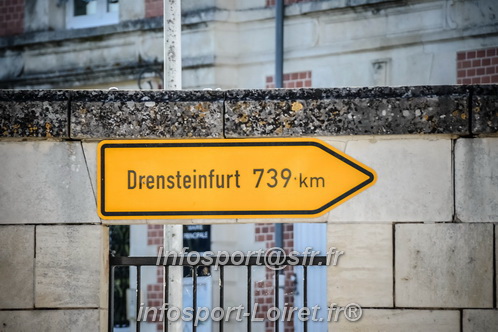 Drensteinfurt 739 km
infosport@sfr.fr
infosport-Loiret.fr®